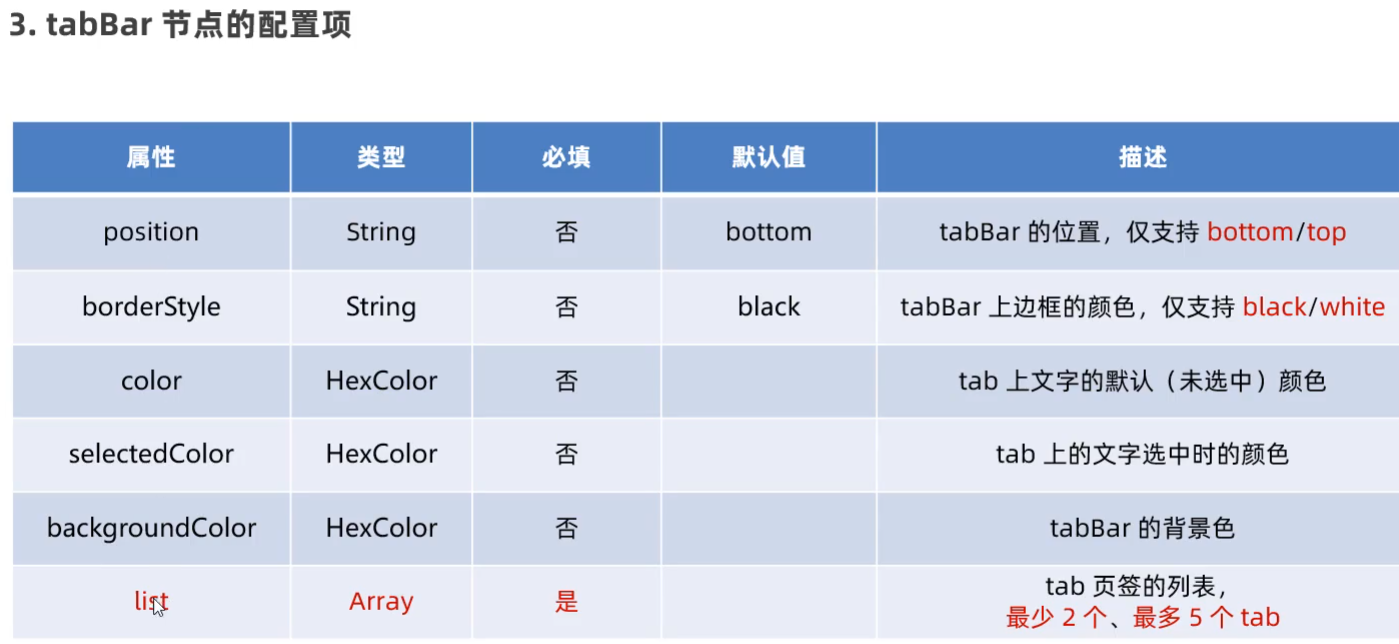 3. tabBar 节点的配置项
属性 类型 必填 默认值 描述
position String 否 bottom tabBar 的位置，仅支持 bottom/top
borderStyle String 否 black tabBar 上边框的颜色，仅支持 black/white
color HexColor 否 tab 上文字的默认（未选中）颜色
selectedColor HexColor 否 tab 上的文字选中时的颜色
backgroundColor HexColor 否 tabBar 的背景色
list Array 是 tab 页签的列表，
最少 2 个、最多 5 个 tab